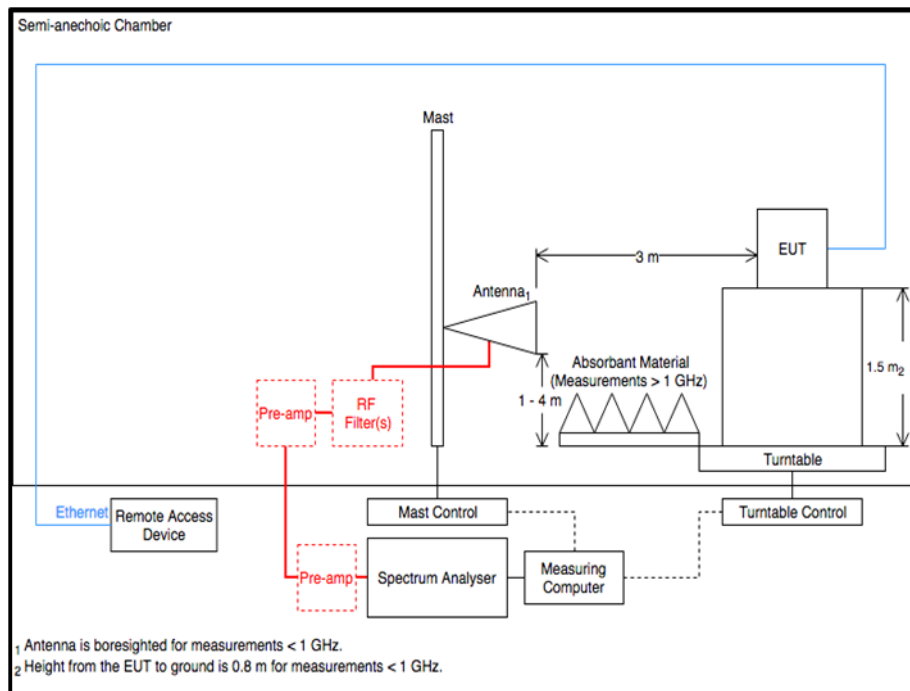 Semi-anechoic Chamber
Mast
EUT
3 m
Antenna1
Absorbant Material
(Measurements > 1 GHz)
1.5 m2
1 - 4 m
Pre-amp
RF
Filter(s)
Turntable
Ethernet
Remote Access
Device
Mast Control
Turntable Control
Pre-amp
Spectrum Analyser
Measuring
Computer
1 Antenna is boresighted for measurements < 1 GHz.
2 Height from the EUT to ground is 0.8 m for measurements < 1 GHz.